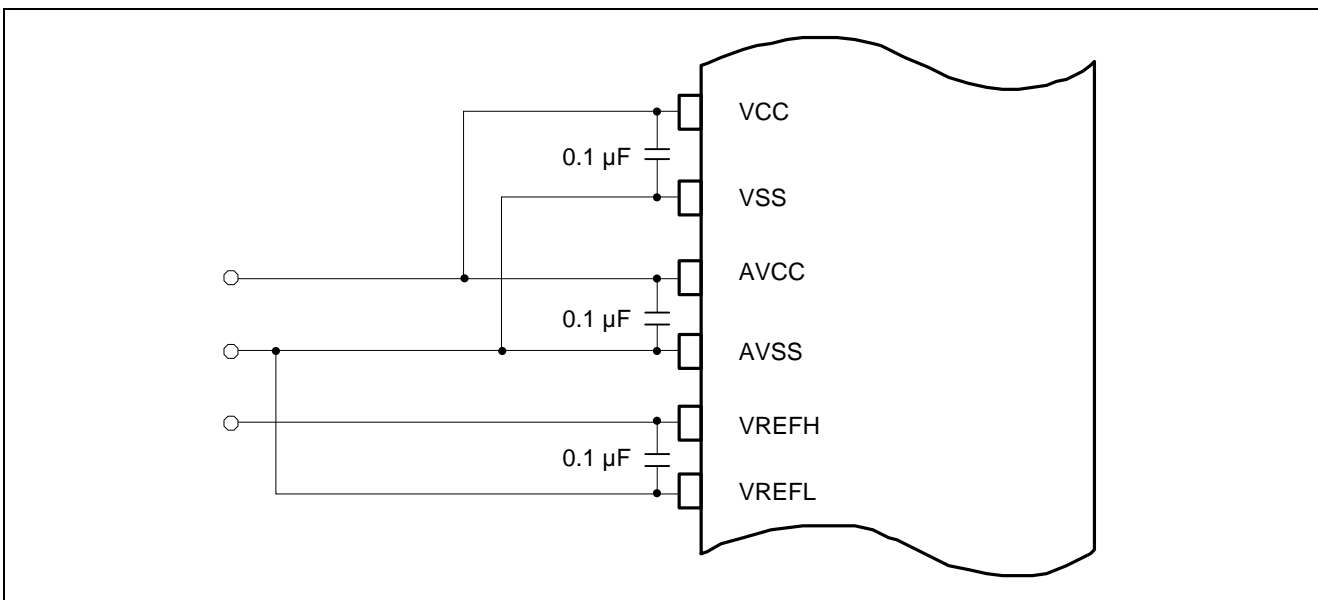 VCC
0.1 µF
VSS
AVCC
0.1 µF
AVSS
VREFH
0.1 µF
VREFL